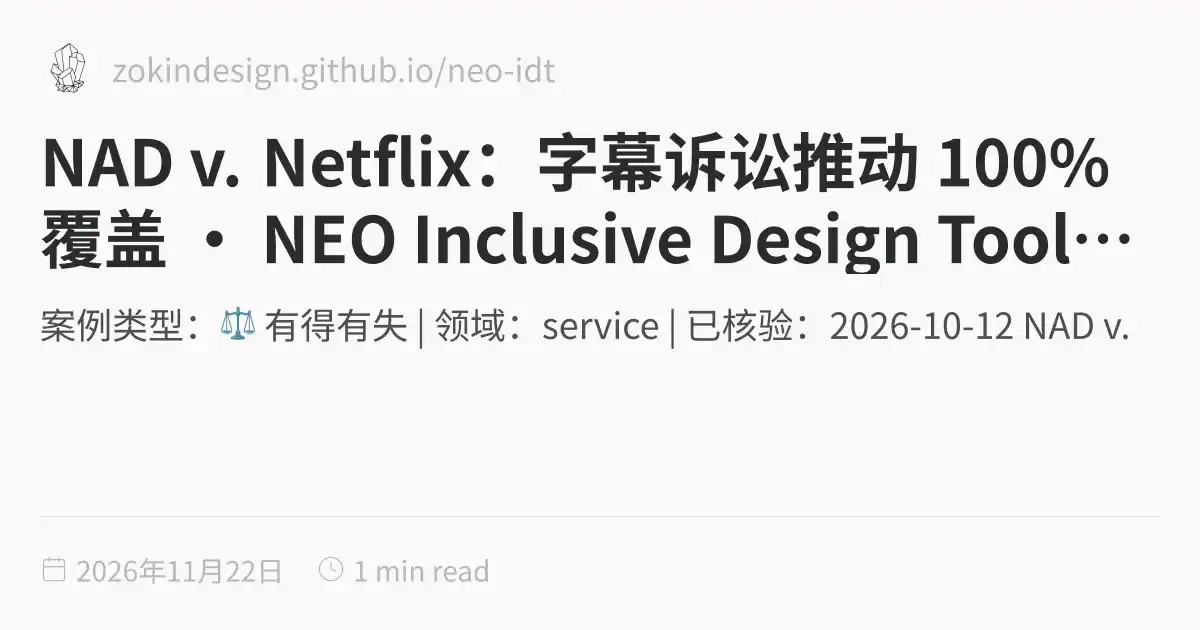 zokindesign.github.io/neo-idt
NAD v. Netflix：字幕诉讼推动 100%
覆盖 · NEO Inclusive Design Tool…
案例类型：⚖️ 有得有失 | 领域：service | 已核验：2026-10-12 NAD v.
2026年11月22日 1 min read